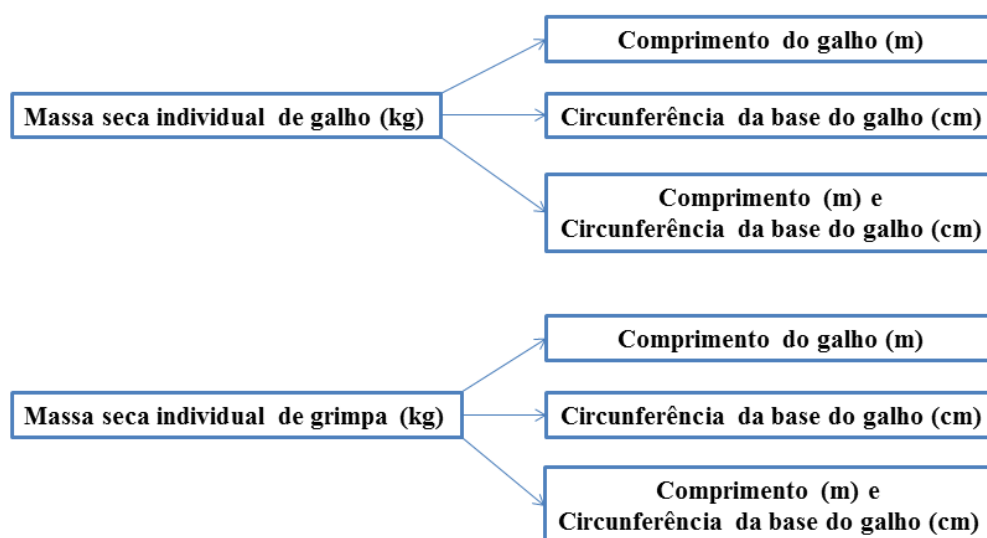 Comprimento do galho (m)
Massa seca individual de galho (kg)
Circunferência da base do galho (cm)
Comprimento (m) e
Circunferência da base do galho (cm)
Comprimento do galho (m)
Massa seca individual de grimpa (kg)
Circunferência da base do galho (cm)
Comprimento (m) e
Circunferência da base do galho (cm)